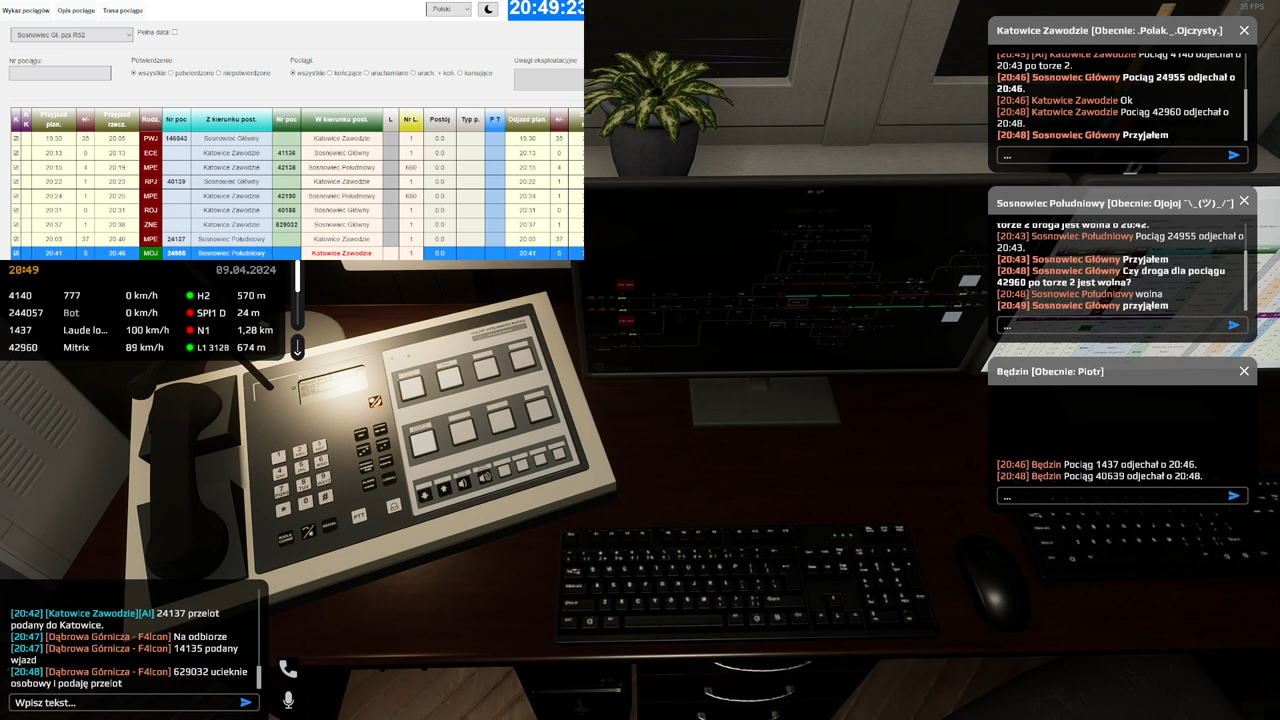 Wykaz pociągów Opis pociągu Trasa pociągu
Polski
20:49:23
35 FPS
Sosnowiec Gł. pzs R52
Pełna data:
Nr pociągu:
Potwierdzenie:
wszystkie potwierdzone niepotwierdzone
Pociągi:
wszystkie kończące uruchamiane uruch. + koń. kursujące
Uwagi eksploatacyjne
K N K Przyjazd plan. +/- Przyjazd rzecz. Rodz. Nr poc Z kierunku post. Nr poc W kierunku post. L Nr L. Postój Typ p. P T Odjazd plan. +/-
19:30 35 20:05 PWJ 146043 Sosnowiec Główny Katowice Zawodzie 1 0.0 19:30 35
20:13 0 20:13 ECE Katowice Zawodzie 41136 Sosnowiec Główny 1 0.0 20:13 0
20:15 4 20:19 MPE Katowice Zawodzie 42138 Sosnowiec Południowy 660 0.0 20:15 4
20:22 1 20:23 RPJ 40139 Sosnowiec Główny Katowice Zawodzie 1 0.0 20:22 1
20:24 1 20:25 MPE Katowice Zawodzie 42190 Sosnowiec Południowy 660 0.0 20:24 1
20:31 0 20:31 ROJ Katowice Zawodzie 40188 Sosnowiec Główny 1 0.0 20:31 0
20:37 1 20:38 ZNE Katowice Zawodzie 629032 Sosnowiec Główny 1 0.0 20:37 1
20:03 37 20:40 MPE 24137 Sosnowiec Południowy Katowice Zawodzie 1 0.0 20:03 37
20:41 5 20:46 MOJ 24955 Sosnowiec Południowy Katowice Zawodzie 1 0.0 20:41 5
20:49 09.04.2024
4140 777 0 km/h H2 570 m
244057 Bot 0 km/h SPI1 D 24 m
1437 Laude lo... 100 km/h N1 1,28 km
42960 Mitrix 89 km/h L1 3128 674 m
Katowice Zawodzie [Obecnie: .Polak._.Ojczysty.]
[20:43] [AI] Katowice Zawodzie Pociąg 4140 odjechał o
20:43 po torze 2.
[20:46] Sosnowiec Główny Pociąg 24955 odjechał o
20:46.
[20:46] Katowice Zawodzie Ok
[20:48] Katowice Zawodzie Pociąg 42960 odjechał o
20:48.
[20:48] Sosnowiec Główny Przyjałem
...
Sosnowiec Południowy [Obecnie: Ojojoj ¯\_(ツ)_/¯]
torze 2 droga jest wolna o 20:42.
[20:43] Sosnowiec Południowy Pociąg 24955 odjechał o
20:43.
[20:43] Sosnowiec Główny Przyjałem
[20:48] Sosnowiec Główny Czy droga dla pociągu
42960 po torze 2 jest wolna?
[20:48] Sosnowiec Południowy wolna
[20:49] Sosnowiec Główny przyjałem
...
Będzin [Obecnie: Piotr]
[20:46] Będzin Pociąg 1437 odjechał o 20:46.
[20:48] Będzin Pociąg 40639 odjechał o 20:48.
...
[20:42] [Katowice Zawodzie][AI] 24137 przelot
podany do Katowice.
[20:47] [Dąbrowa Górnicza - F4lcon] Na odbiorze
[20:47] [Dąbrowa Górnicza - F4lcon] 14135 podany
wjazd
[20:48] [Dąbrowa Górnicza - F4lcon] 629032 ucieknie
osobowy i podaję przelot
Wpisz tekst...
PTT